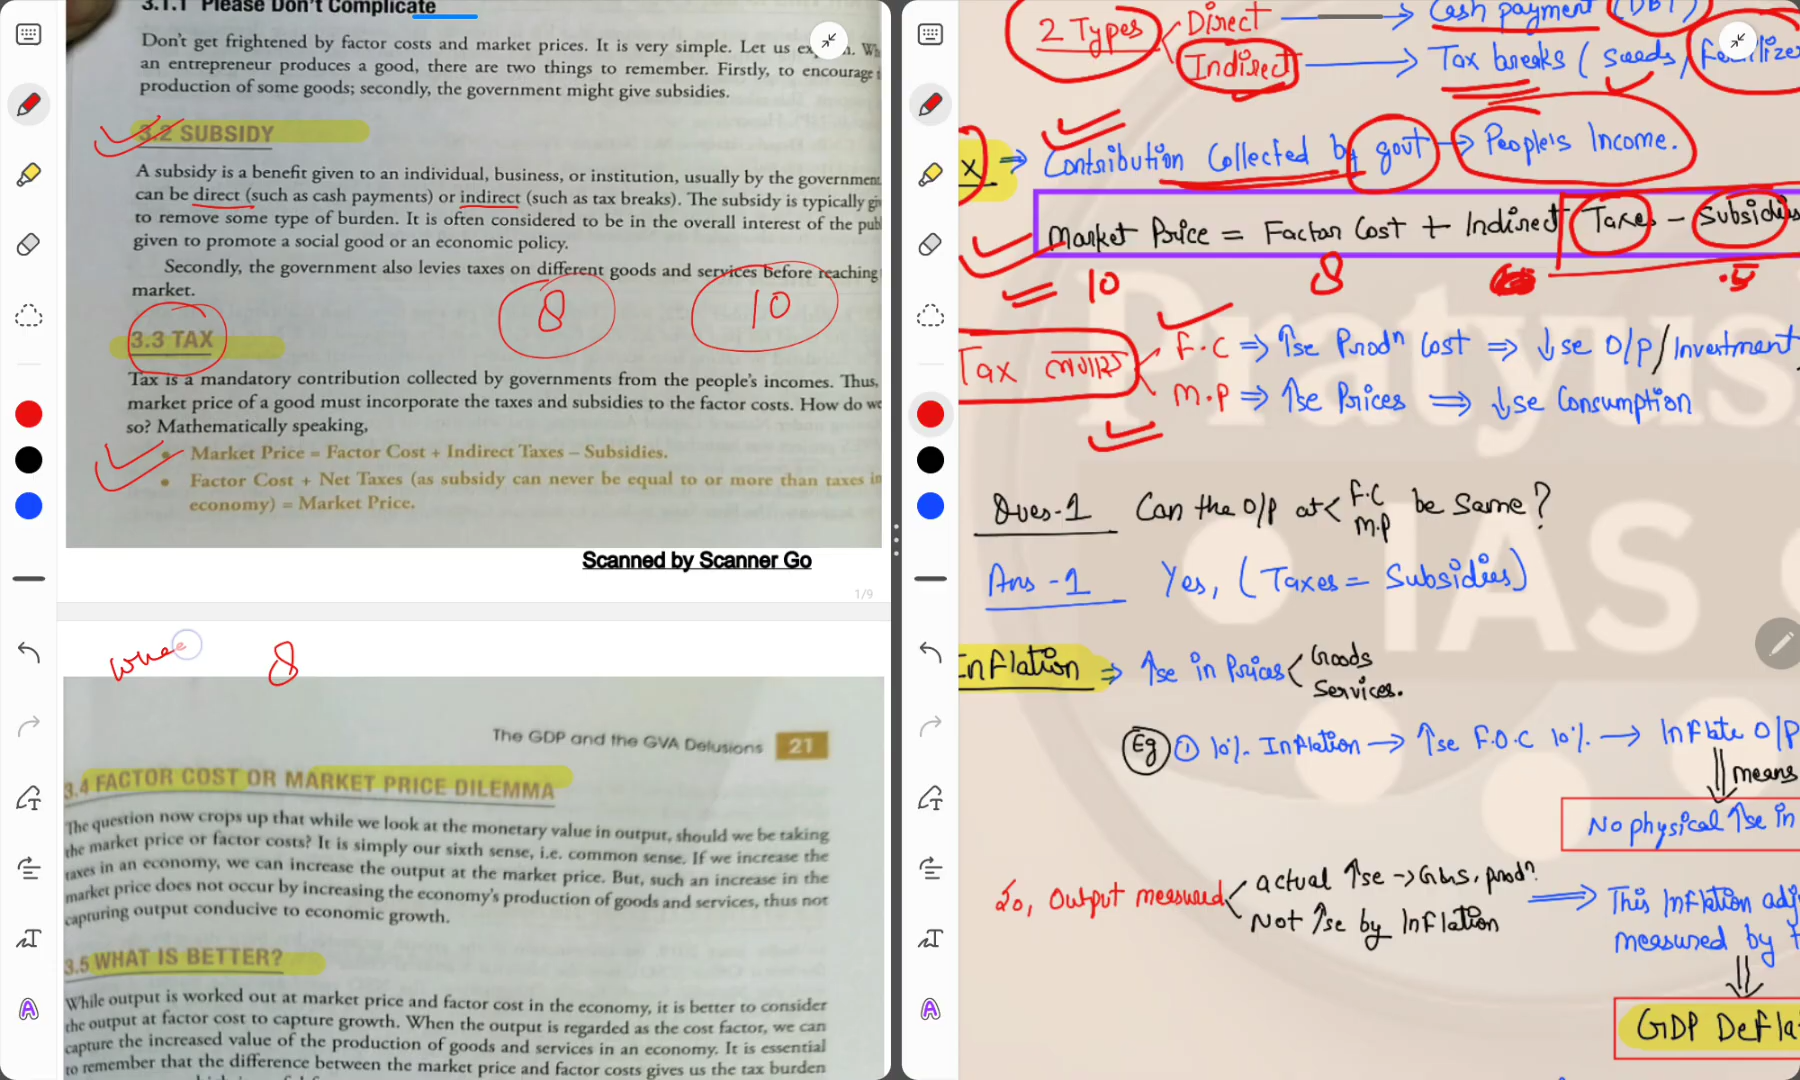 3.1.1 Please Don't Complicate
Don't get frightened by factor costs and market prices. It is very simple. Let us
an entrepreneur produces a good, there are two things to remember. Firstly, to encourage
production of some goods; secondly, the government might give subsidies.
3.2 SUBSIDY
A subsidy is a benefit given to an individual, business, or institution, usually by the government.
can be direct (such as cash payments) or indirect (such as tax breaks). The subsidy is typically
to remove some type of burden. It is often considered to be in the overall interest of the
given to promote a social good or an economic policy.
Secondly, the government also levies taxes on different goods and services before reaching
market.
8 10
3.3 TAX
Tax is a mandatory contribution collected by governments from the people's incomes. Thus,
market price of a good must incorporate the taxes and subsidies to the factor costs. How do we
so? Mathematically speaking,
• Market Price = Factor Cost + Indirect Taxes – Subsidies.
• Factor Cost + Net Taxes (as subsidy can never be equal to or more than taxes in
economy) = Market Price.
Scanned by Scanner Go
1/9
8
The GDP and the GVA Delusions 21
3.4 FACTOR COST OR MARKET PRICE DILEMMA
The question now crops up that while we look at the monetary value in output, should we be taking
the market price or factor costs? It is simply our sixth sense, i.e. common sense. If we increase the
taxes in an economy, we can increase the output at the market price. But, such an increase in the
market price does not occur by increasing the economy's production of goods and services, thus not
capturing output conducive to economic growth.
3.5 WHAT IS BETTER?
While output is worked out at market price and factor cost in the economy, it is better to consider
the output at factor cost to capture growth. When the output is regarded as the cost factor, we can
capture the increased value of the production of goods and services in an economy. It is essential
to remember that the difference between the market price and factor costs gives us the tax burden
2 Types
Direct → Cash payment (DBT)
Indirect → Tax breaks (seeds,
⇒ Contribution Collected by govt → People's Income.
Market Price = Factor Cost + Indirect Taxes - Subsidies
10 8
Tax
F.C ⇒ ↑se Prodn Cost ⇒ ↓se O/P/Investment
M.P ⇒ ↑se Prices ⇒ ↓se Consumption
Ques-1 Can the O/P at < F.C M.P be Same?
Ans-1 Yes, (Taxes = Subsidies)
Inflation ⇒ ↑se in Prices < Goods
Services.
Eg ① 10% Inflation → ↑se F.O.C 10% → Inflate O/P
means
No physical ↑se in
So, Output measured < actual ↑se → G&S, prodn.
Not ↑se by Inflation
⇒ This Inflation
measured by
GDP
Pratyus
IAS